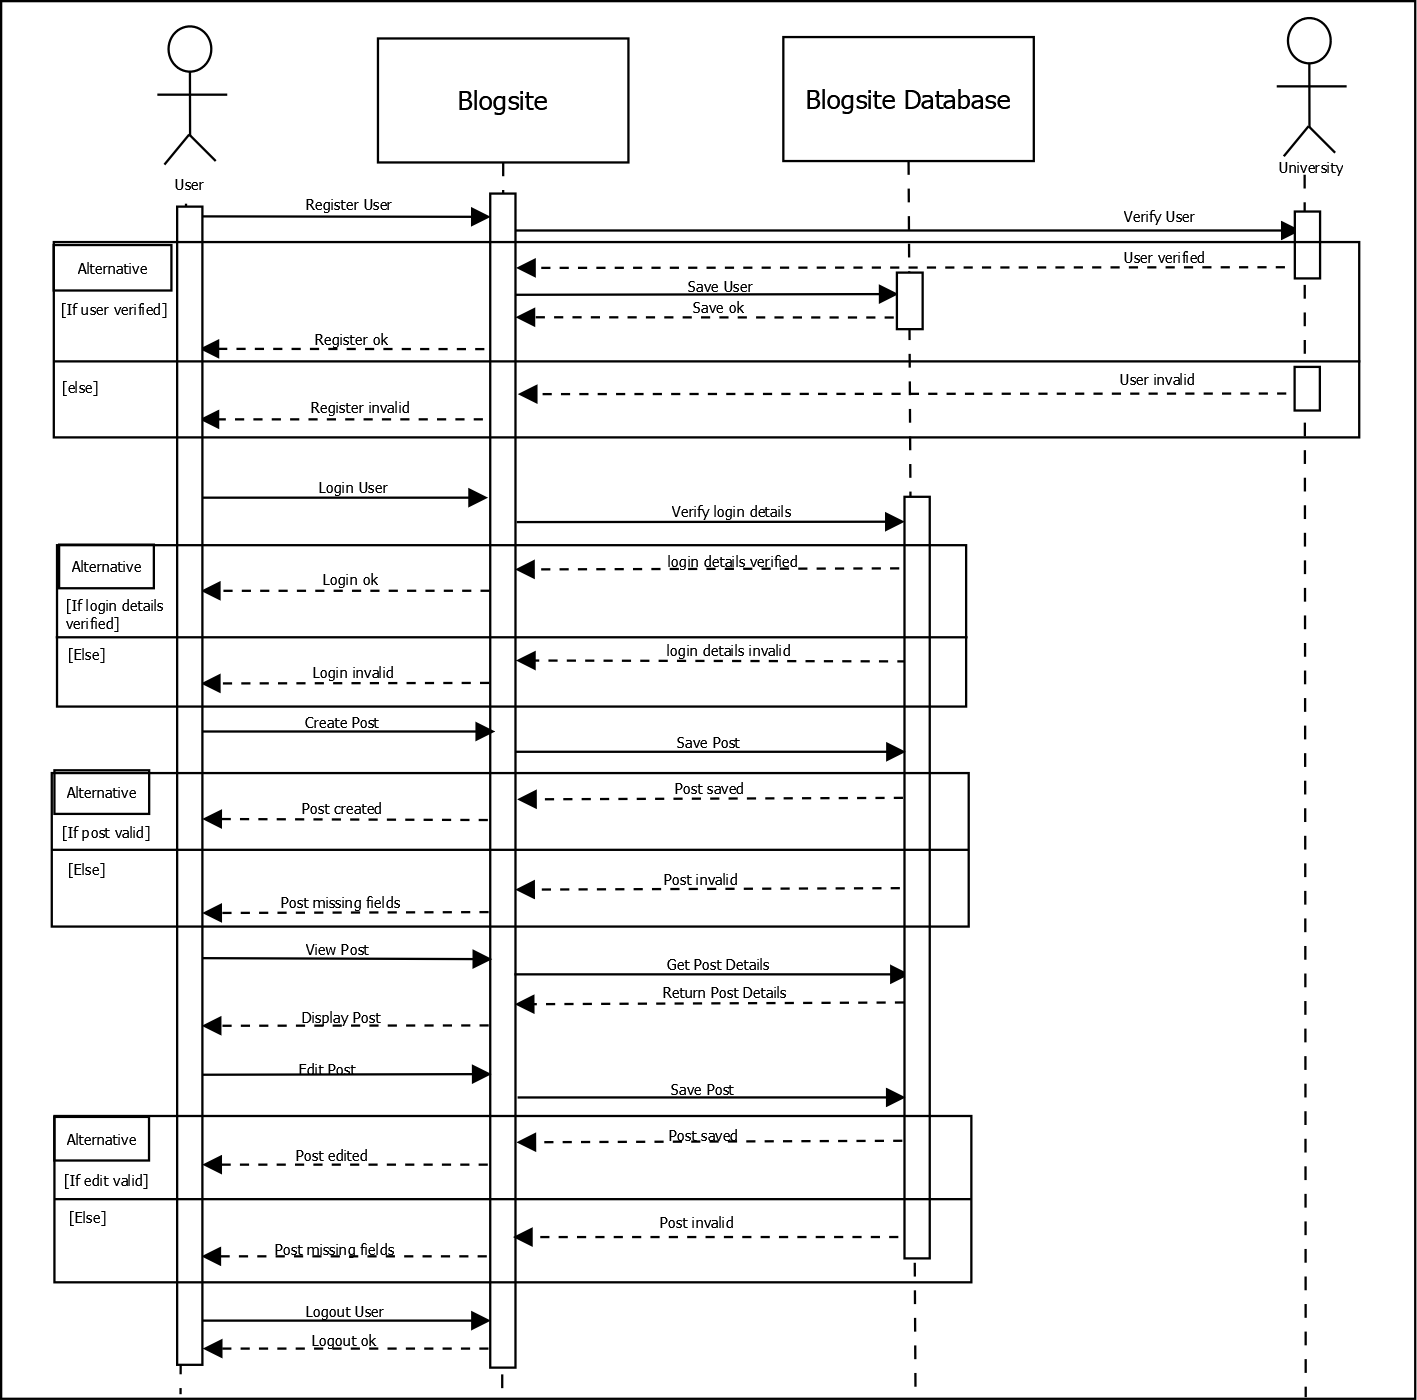 Blogsite
Blogsite Database
User
University
Register User
Verify User
Alternative
User verified
[If user verified]
Save User
Save ok
Register ok
[else]
User invalid
Register invalid
Login User
Verify login details
Alternative
login details verified
Login ok
[If login details
verified]
[Else]
login details invalid
Login invalid
Create Post
Save Post
Alternative
Post saved
Post created
[If post valid]
[Else]
Post invalid
Post missing fields
View Post
Get Post Details
Return Post Details
Display Post
Edit Post
Save Post
Alternative
Post saved
Post edited
[If edit valid]
[Else]
Post invalid
Post missing fields
Logout User
Logout ok